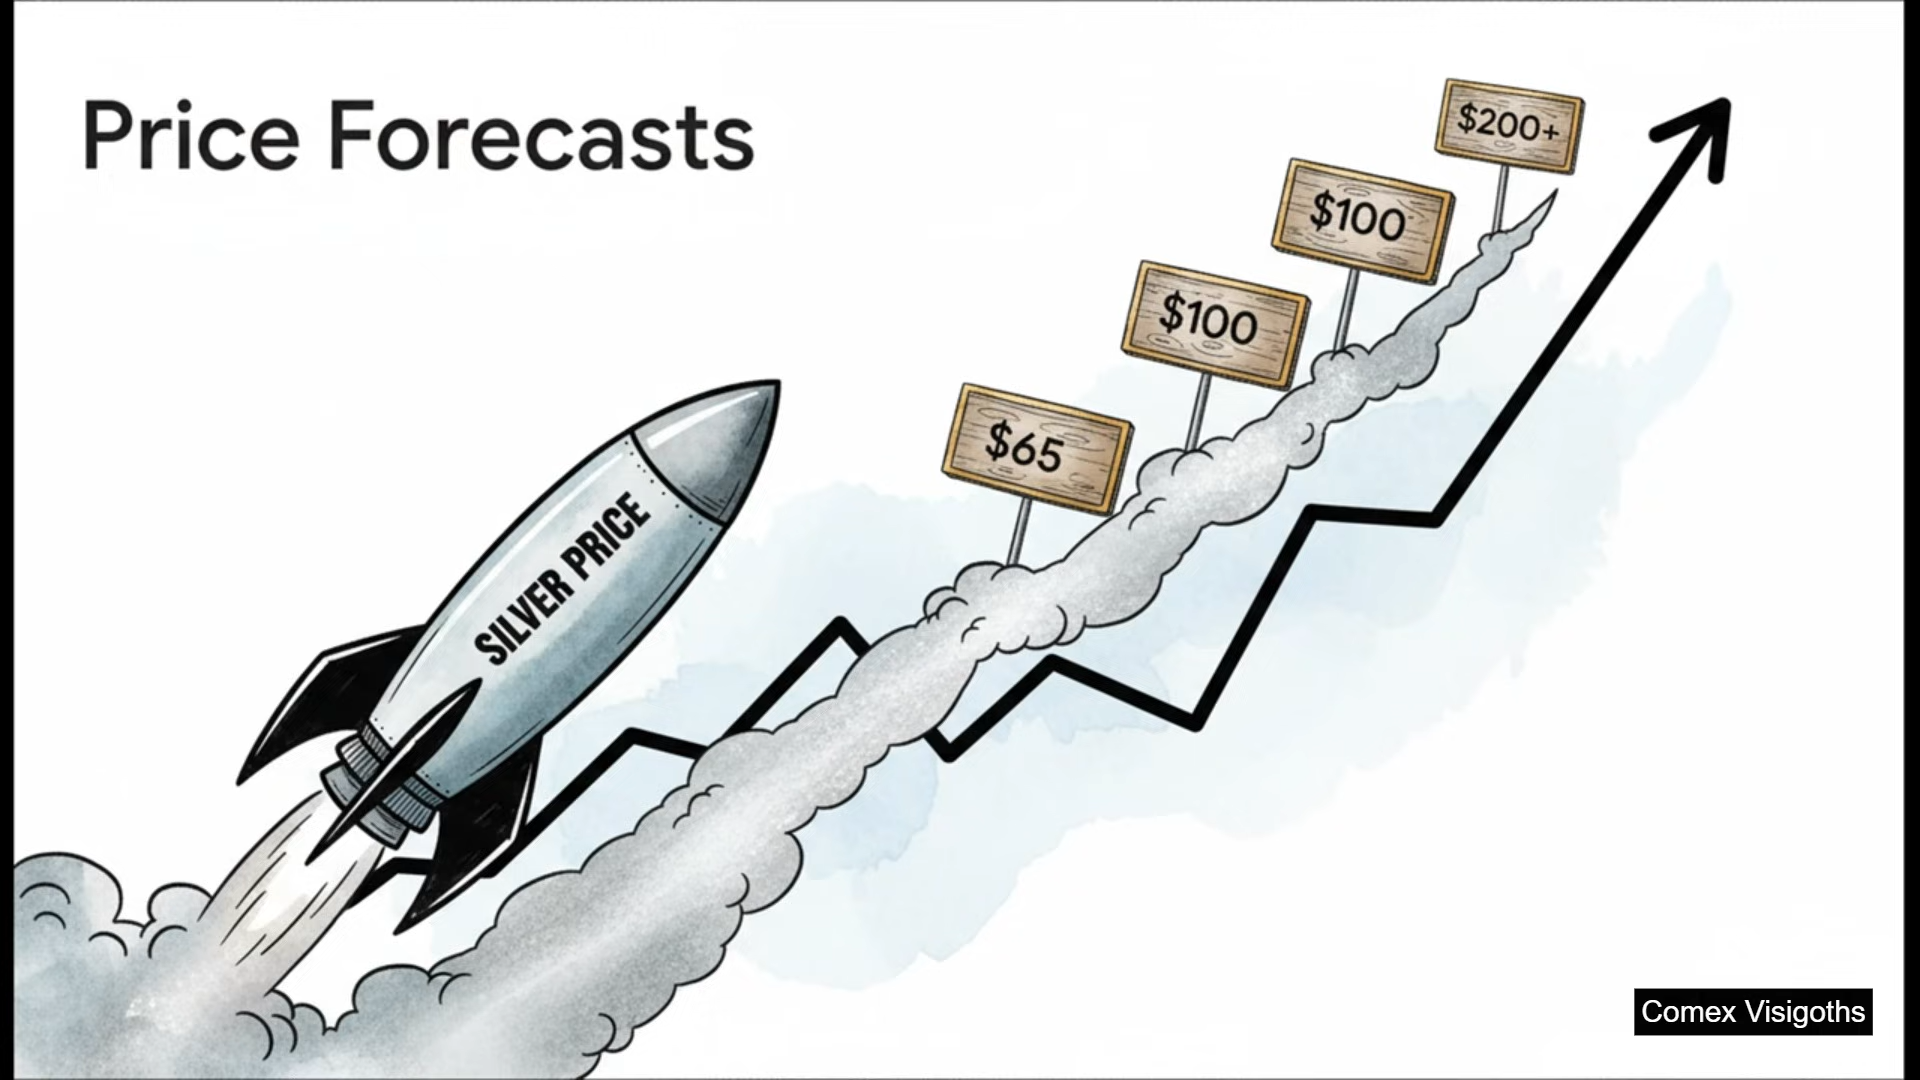 Price Forecasts
$200+
$100
$100
$65
SILVER PRICE
Comex Visigoths